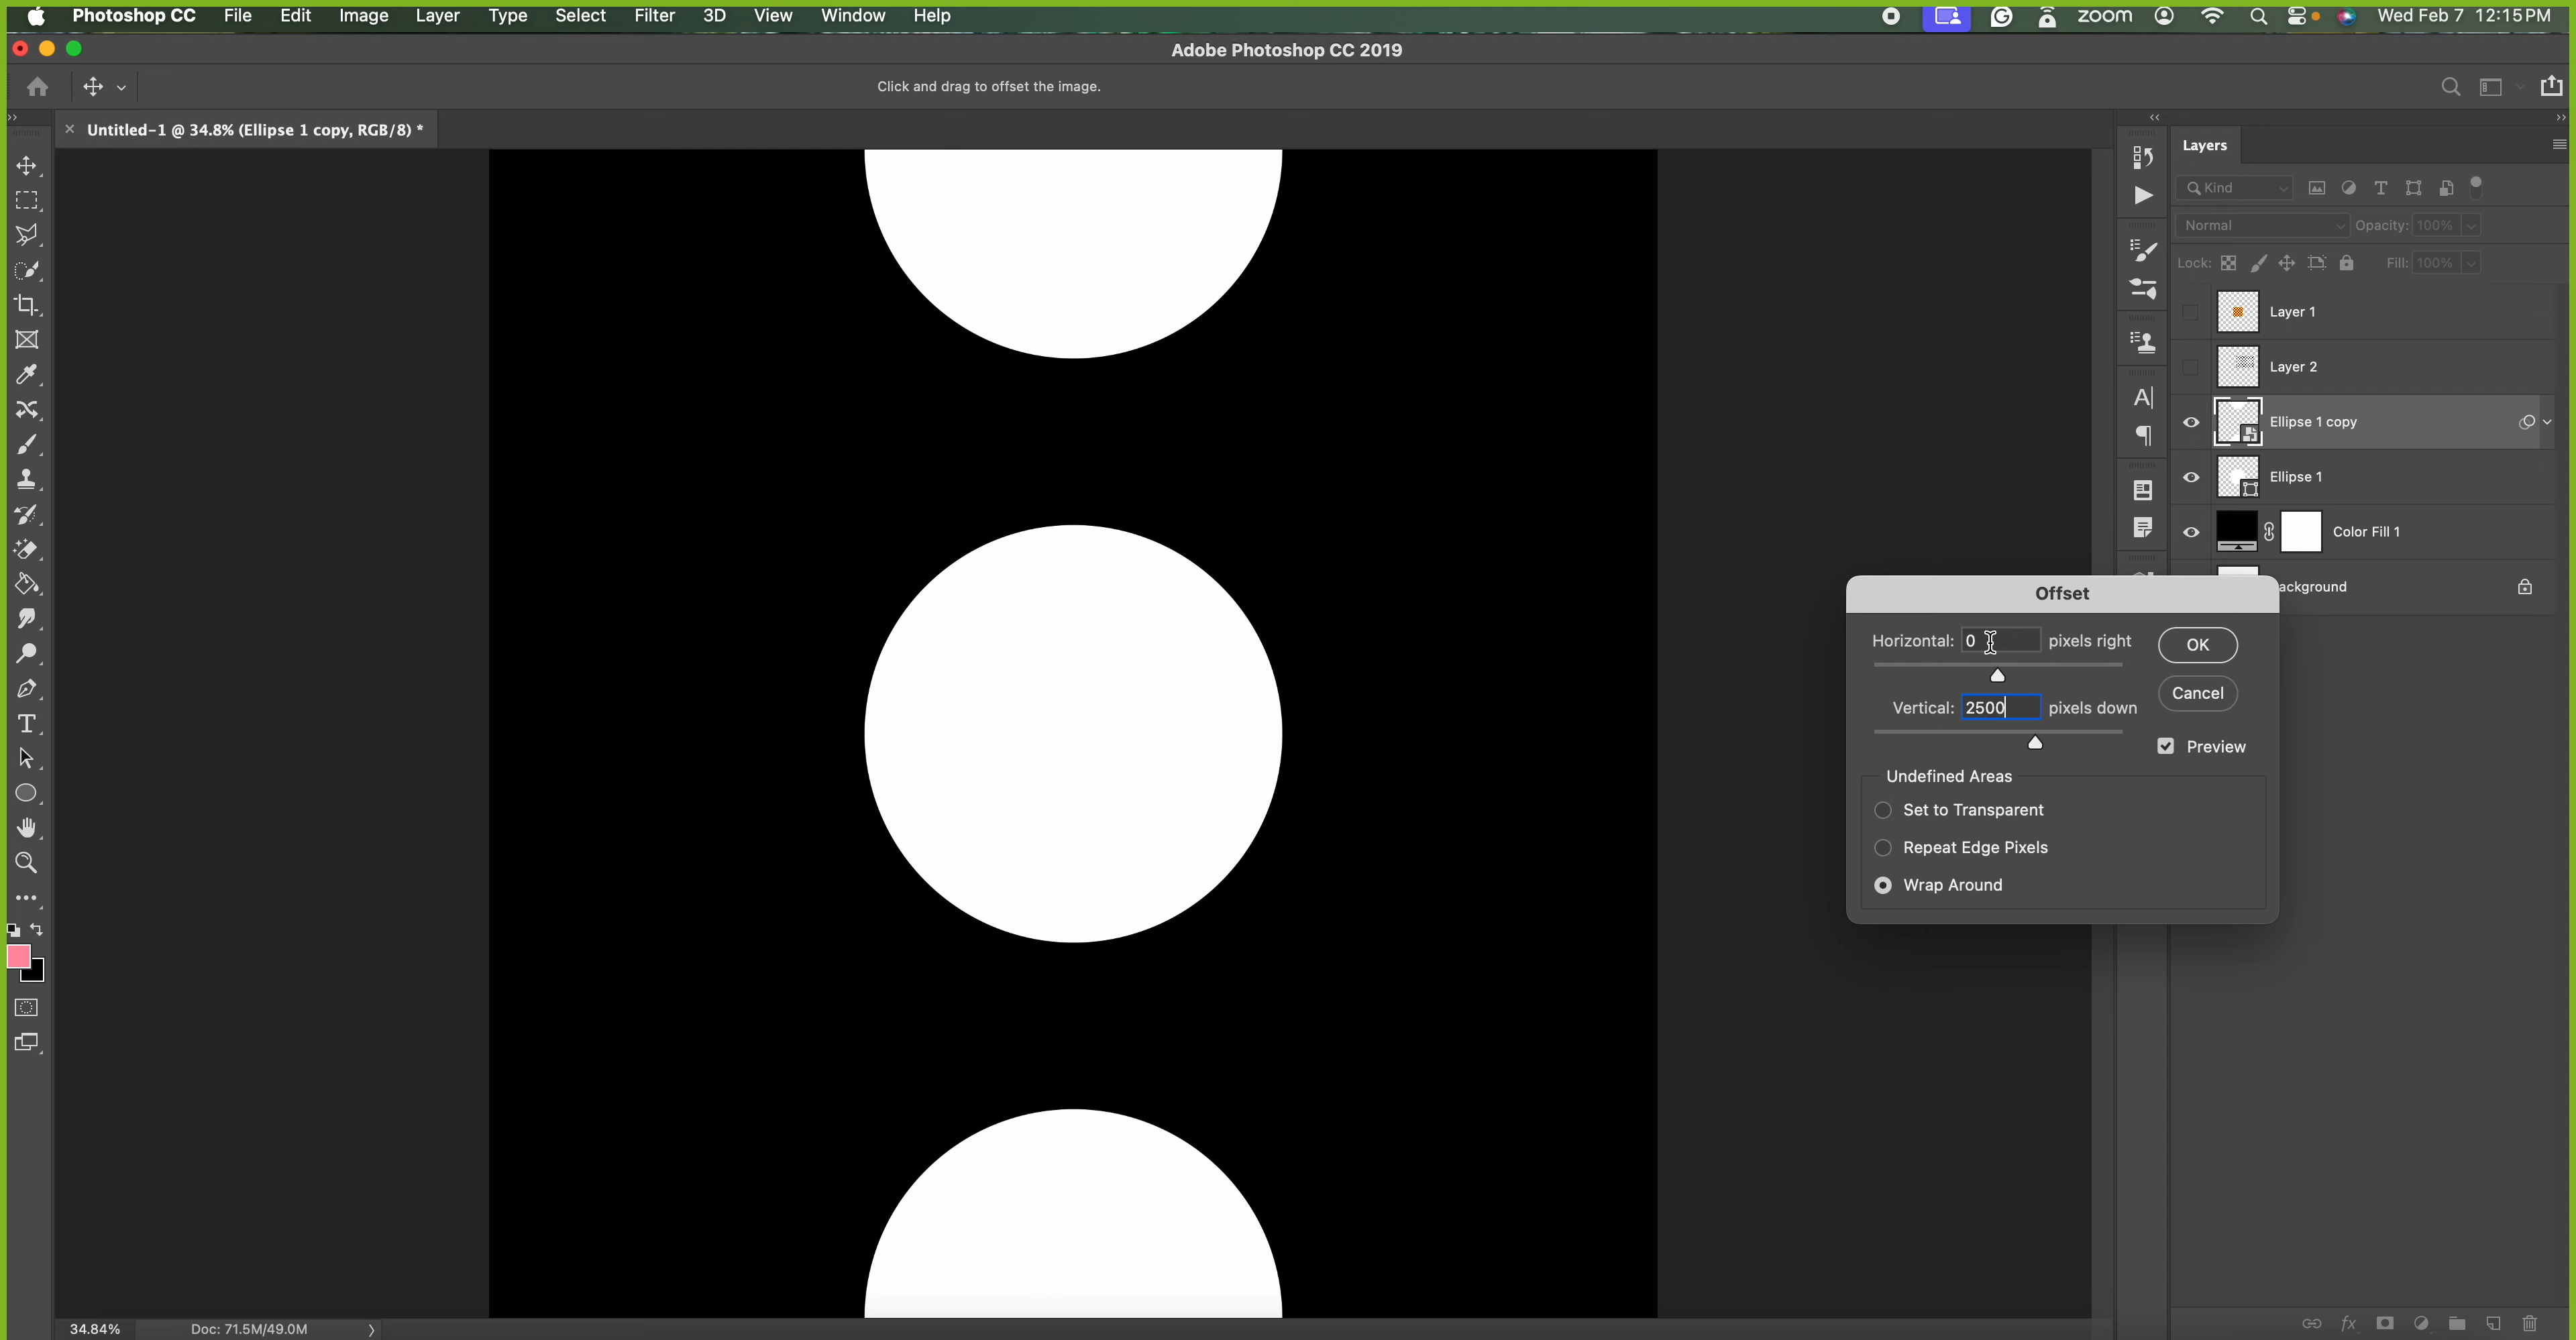 Photoshop CC File Edit Image Layer Type Select Filter 3D View Window Help zoom Wed Feb 7 12:15 PM
Adobe Photoshop CC 2019
Click and drag to offset the image.
Untitled-1 @ 34.8% (Ellipse 1 copy, RGB/8) *
Layers
Kind
Normal Opacity: 100%
Lock: Fill: 100%
Layer 1
Layer 2
Ellipse 1 copy
Ellipse 1
Color Fill 1
ackground
Offset
Horizontal: 0 pixels right OK
Vertical: 2500 pixels down Cancel
Preview
Undefined Areas
Set to Transparent
Repeat Edge Pixels
Wrap Around
34.84% Doc: 71.5M/49.0M